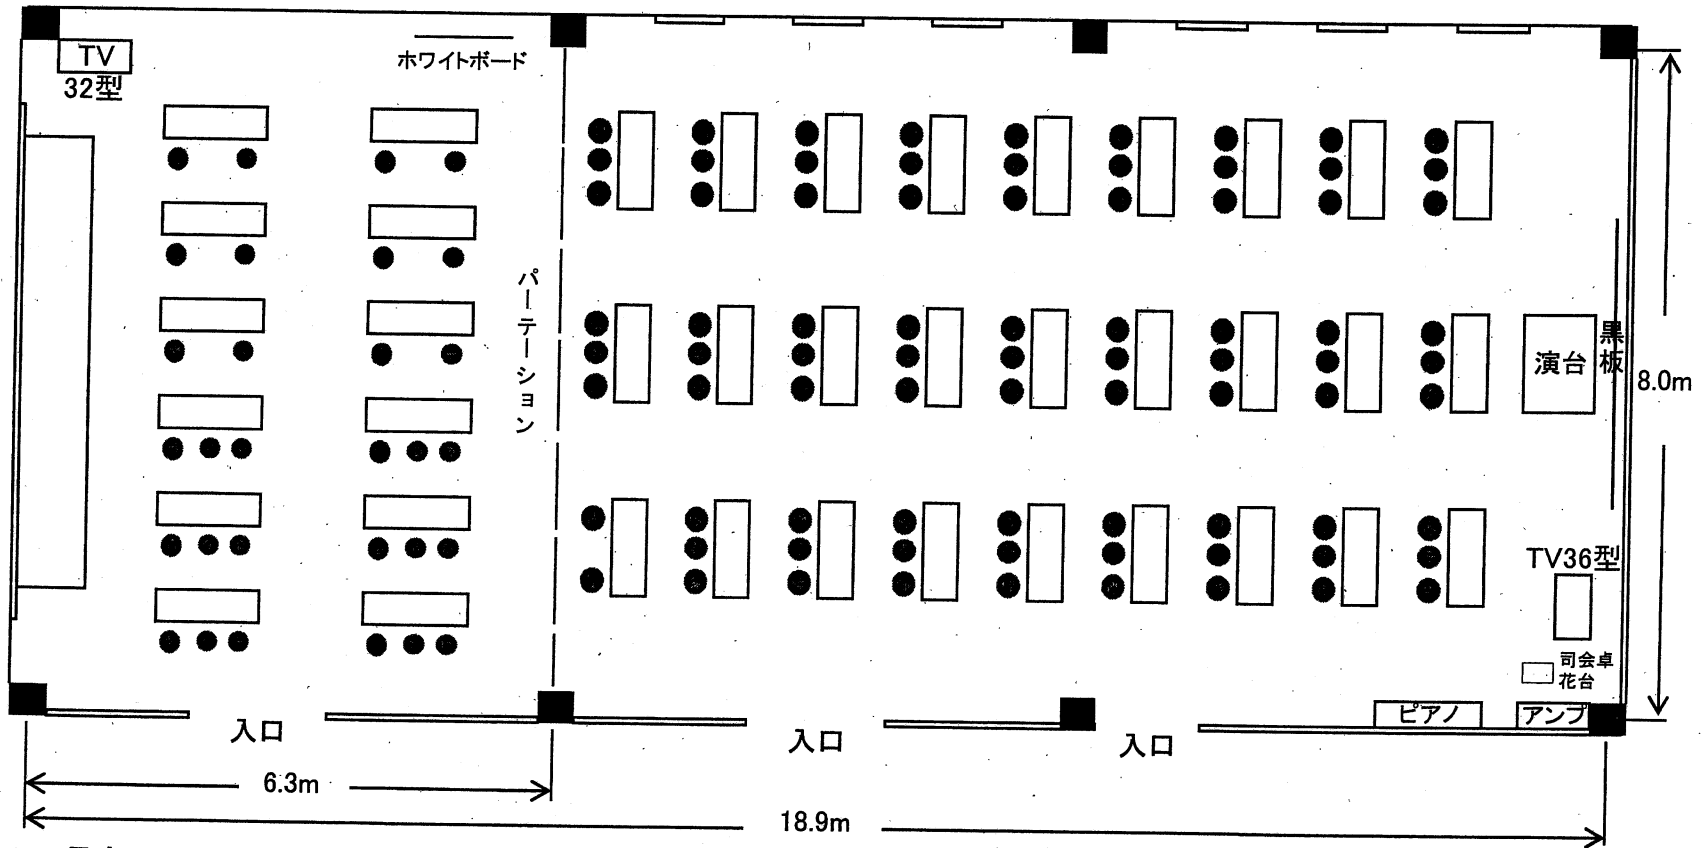 TV
32型
ホワイトボード
パーテーション
黒板
演台
8.0m
TV36型
司会卓
花台
ピアノ
アンプ
入口
入口
入口
6.3m
18.9m